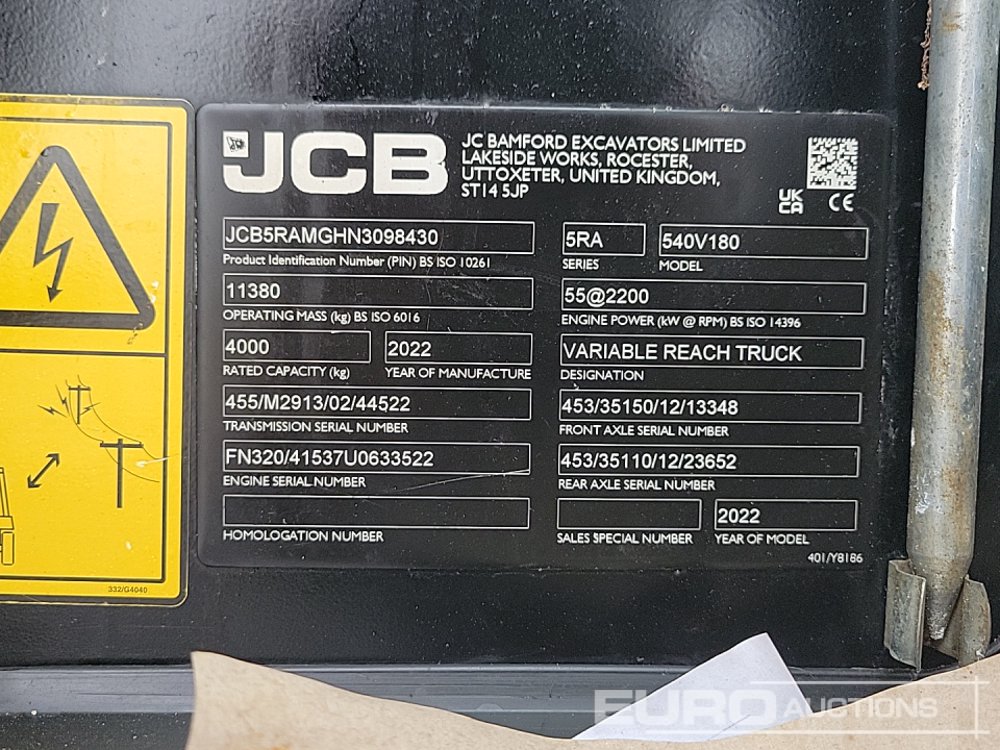 JCB
JC BAMFORD EXCAVATORS LIMITED
LAKESIDE WORKS, ROCESTER,
UTTOXETER, UNITED KINGDOM,
ST14 5JP
UK
CA
CE
JCB5RAMGHN3098430
Product Identification Number (PIN) BS ISO 10261
5RA
SERIES
540V180
MODEL
11380
OPERATING MASS (kg) BS ISO 6016
55@2200
ENGINE POWER (kW @ RPM) BS ISO 14396
4000
RATED CAPACITY (kg)
2022
YEAR OF MANUFACTURE
VARIABLE REACH TRUCK
DESIGNATION
455/M2913/02/44522
TRANSMISSION SERIAL NUMBER
453/35150/12/13348
FRONT AXLE SERIAL NUMBER
FN320/41537U0633522
ENGINE SERIAL NUMBER
453/35110/12/23652
REAR AXLE SERIAL NUMBER
HOMOLOGATION NUMBER
SALES SPECIAL NUMBER
2022
YEAR OF MODEL
401/Y8186
332/G4040
EURO AUCTIONS